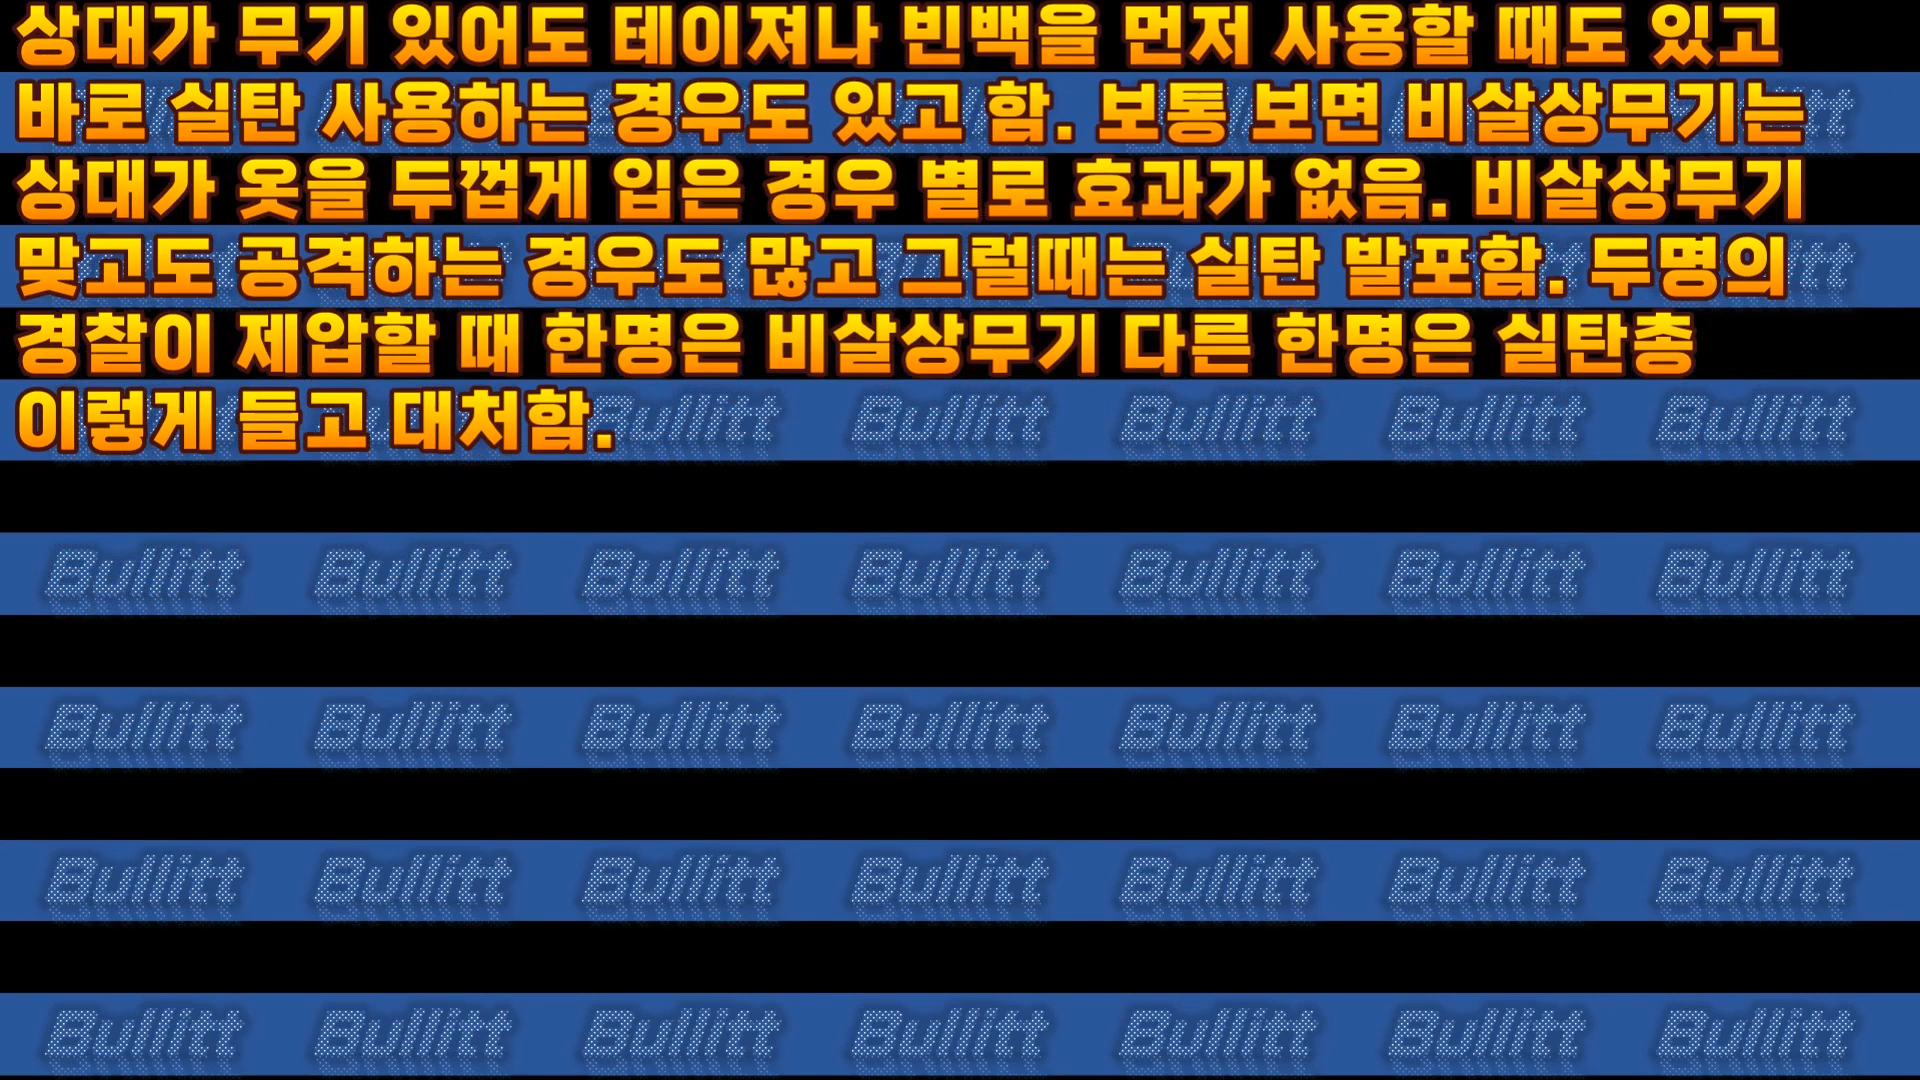 상대가 무기 있어도 테이져나 빈백을 먼저 사용할 때도 있고
바로 실탄 사용하는 경우도 있고 함. 보통 보면 비살상무기는
상대가 옷을 두껍게 입은 경우 별로 효과가 없음. 비살상무기
맞고도 공격하는 경우도 많고 그럴때는 실탄 발포함. 두명의
경찰이 제압할 때 한명은 비살상무기 다른 한명은 실탄총
이렇게 들고 대처함.
Bullitt Bullitt Bullitt Bullitt Bullitt
Bullitt Bullitt Bullitt Bullitt Bullitt Bullitt Bullitt
Bullitt Bullitt Bullitt Bullitt Bullitt Bullitt Bullitt
Bullitt Bullitt Bullitt Bullitt Bullitt Bullitt Bullitt
Bullitt Bullitt Bullitt Bullitt Bullitt Bullitt Bullitt